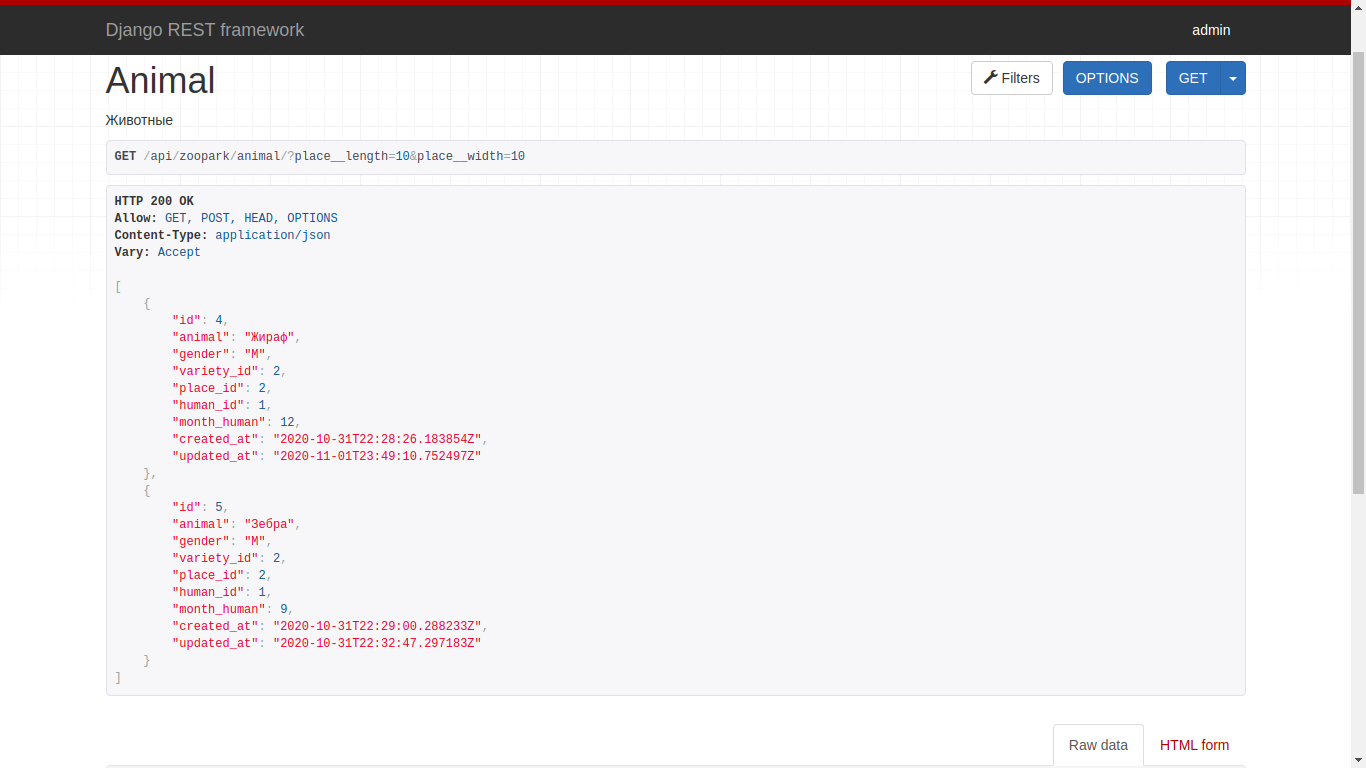 Django REST framework admin
Animal Filters OPTIONS GET
Животные
GET /api/zoopark/animal/?place__length=10&place__width=10
HTTP 200 OK
Allow: GET, POST, HEAD, OPTIONS
Content-Type: application/json
Vary: Accept
[
{
"id": 4,
"animal": "Жираф",
"gender": "М",
"variety_id": 2,
"place_id": 2,
"human_id": 1,
"month_human": 12,
"created_at": "2020-10-31T22:28:26.183854Z",
"updated_at": "2020-11-01T23:49:10.752497Z"
},
{
"id": 5,
"animal": "Зебра",
"gender": "М",
"variety_id": 2,
"place_id": 2,
"human_id": 1,
"month_human": 9,
"created_at": "2020-10-31T22:29:00.288233Z",
"updated_at": "2020-10-31T22:32:47.297183Z"
}
]
Raw data HTML form